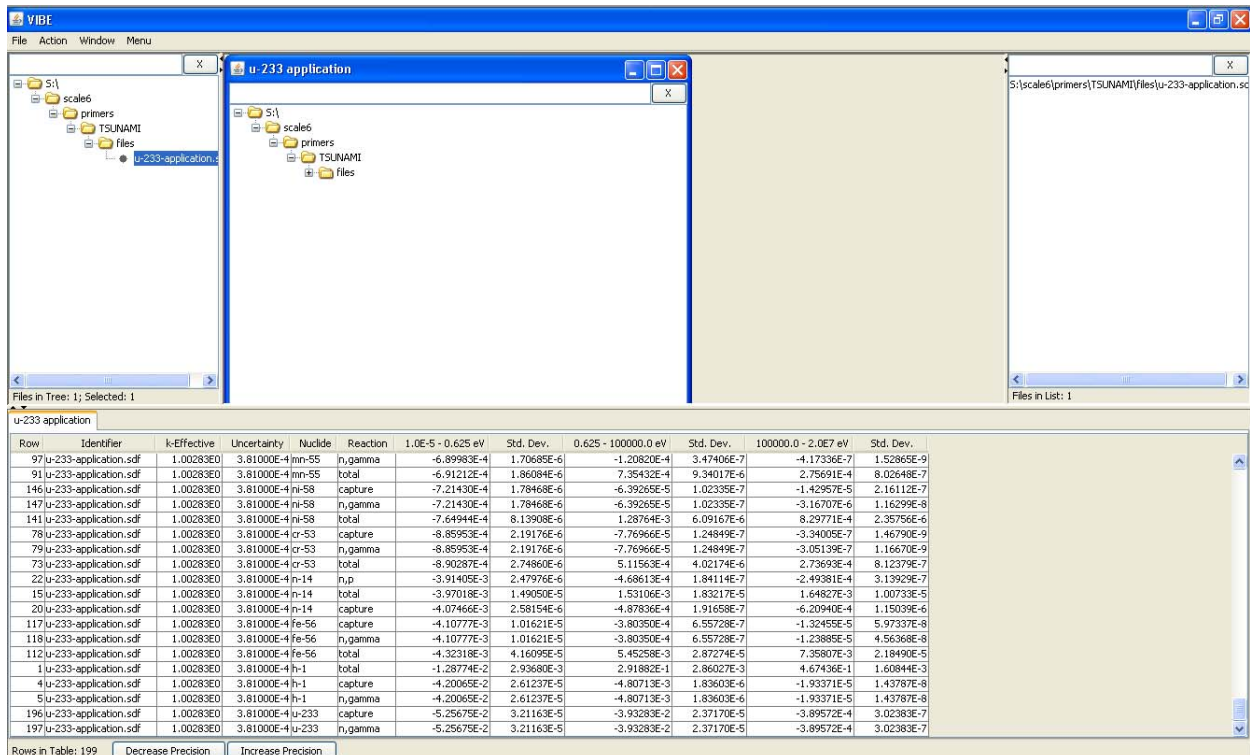 VIBE
File Action Window Menu
X
S:\
scale6
primers
TSUNAMI
files
u-233-application.s
Files in Tree: 1; Selected: 1
u-233 application
X
S:\
scale6
primers
TSUNAMI
files
X
S:\scale6\primers\TSUNAMI\files\u-233-application.sd
Files in List: 1
u-233 application
Row Identifier k-Effective Uncertainty Nuclide Reaction 1.0E-5 - 0.625 eV Std. Dev. 0.625 - 100000.0 eV Std. Dev. 100000.0 - 2.0E7 eV Std. Dev.
97 u-233-application.sdf 1.00283E0 3.81000E-4 mn-55 n,gamma -6.89983E-4 1.70685E-6 -1.20820E-4 3.47406E-7 -4.17336E-7 1.52865E-9
91 u-233-application.sdf 1.00283E0 3.81000E-4 mn-55 total -6.91212E-4 1.86084E-6 7.35432E-4 9.34017E-6 2.75691E-4 8.02648E-7
146 u-233-application.sdf 1.00283E0 3.81000E-4 ni-58 capture -7.21430E-4 1.78468E-6 -6.39265E-5 1.02335E-7 -1.42957E-5 2.16112E-7
147 u-233-application.sdf 1.00283E0 3.81000E-4 ni-58 n,gamma -7.21430E-4 1.78468E-6 -6.39265E-5 1.02335E-7 -3.16707E-6 1.16299E-8
141 u-233-application.sdf 1.00283E0 3.81000E-4 ni-58 total -7.64944E-4 8.13908E-6 1.28764E-3 6.09167E-6 8.29771E-4 2.35756E-6
78 u-233-application.sdf 1.00283E0 3.81000E-4 cr-53 capture -8.85953E-4 2.19176E-6 -7.76966E-5 1.24849E-7 -3.34005E-7 1.46790E-9
79 u-233-application.sdf 1.00283E0 3.81000E-4 cr-53 n,gamma -8.85953E-4 2.19176E-6 -7.76966E-5 1.24849E-7 -3.05139E-7 1.16670E-9
73 u-233-application.sdf 1.00283E0 3.81000E-4 cr-53 total -8.90287E-4 2.74860E-6 5.11563E-4 4.02174E-6 2.73693E-4 8.12379E-7
22 u-233-application.sdf 1.00283E0 3.81000E-4 n-14 n,p -3.91405E-3 2.47976E-6 -4.68613E-4 1.84114E-7 -2.49381E-4 3.13929E-7
15 u-233-application.sdf 1.00283E0 3.81000E-4 n-14 total -3.97018E-3 1.49050E-5 1.53106E-3 1.83217E-5 1.64827E-3 1.00733E-5
20 u-233-application.sdf 1.00283E0 3.81000E-4 n-14 capture -4.07466E-3 2.58154E-6 -4.87836E-4 1.91658E-7 -6.20940E-4 1.15039E-6
117 u-233-application.sdf 1.00283E0 3.81000E-4 fe-56 capture -4.10777E-3 1.01621E-5 -3.80350E-4 6.55728E-7 -1.32455E-5 5.97337E-8
118 u-233-application.sdf 1.00283E0 3.81000E-4 fe-56 n,gamma -4.10777E-3 1.01621E-5 -3.80350E-4 6.55728E-7 -1.23885E-5 4.56368E-8
112 u-233-application.sdf 1.00283E0 3.81000E-4 fe-56 total -4.32318E-3 4.16095E-5 5.45258E-3 2.87274E-5 7.35807E-3 2.18490E-5
1 u-233-application.sdf 1.00283E0 3.81000E-4 h-1 total -1.28774E-2 2.93680E-3 2.91882E-1 2.86027E-3 4.67436E-1 1.60844E-3
4 u-233-application.sdf 1.00283E0 3.81000E-4 h-1 capture -4.20065E-2 2.61237E-5 -4.80713E-3 1.83603E-6 -1.93371E-5 1.43787E-8
5 u-233-application.sdf 1.00283E0 3.81000E-4 h-1 n,gamma -4.20065E-2 2.61237E-5 -4.80713E-3 1.83603E-6 -1.93371E-5 1.43787E-8
196 u-233-application.sdf 1.00283E0 3.81000E-4 u-233 capture -5.25675E-2 3.21163E-5 -3.93283E-2 2.37170E-5 -3.89572E-4 3.02383E-7
197 u-233-application.sdf 1.00283E0 3.81000E-4 u-233 n,gamma -5.25675E-2 3.21163E-5 -3.93283E-2 2.37170E-5 -3.89572E-4 3.02383E-7
Rows in Table: 199 Decrease Precision Increase Precision